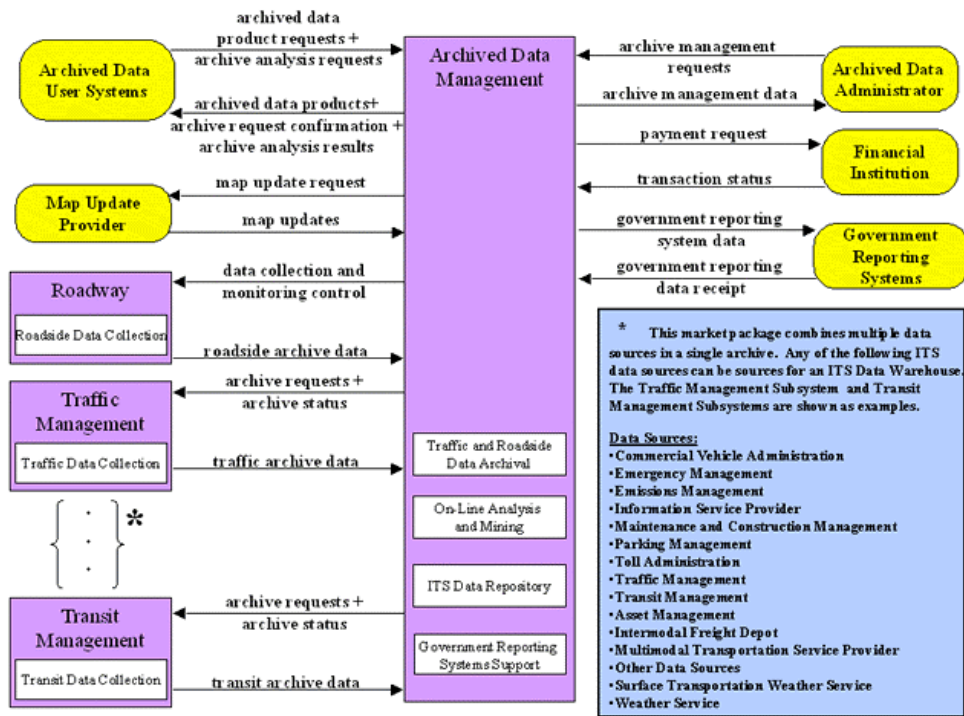 archived data
product requests +
archive analysis requests
Archived Data
User Systems
archived data products+
archive request confirmation +
archive analysis results
map update request
Map Update
Provider
map updates
Roadway
Roadside Data Collection
data collection and
monitoring control
roadside archive data
Traffic
Management
Traffic Data Collection
archive requests +
archive status
traffic archive data
*
Transit
Management
Transit Data Collection
archive requests +
archive status
transit archive data
Archived Data
Management
Traffic and Roadside
Data Archival
On-Line Analysis
and Mining
ITS Data Repository
Government Reporting
Systems Support
archive management
requests
Archived Data
Administrator
archive management data
payment request
Financial
Institution
transaction status
government reporting
system data
Government
Reporting
Systems
government reporting
data receipt
* This market package combines multiple data
sources in a single archive. Any of the following ITS
data sources can be sources for an ITS Data Warehouse.
The Traffic Management Subsystem and Transit
Management Subsystems are shown as examples.
Data Sources:
•Commercial Vehicle Administration
•Emergency Management
•Emissions Management
•Information Service Provider
•Maintenance and Construction Management
•Parking Management
•Toll Administration
•Traffic Management
•Transit Management
•Asset Management
•Intermodal Freight Depot
•Multimodal Transportation Service Provider
•Other Data Sources
•Surface Transportation Weather Service
•Weather Service